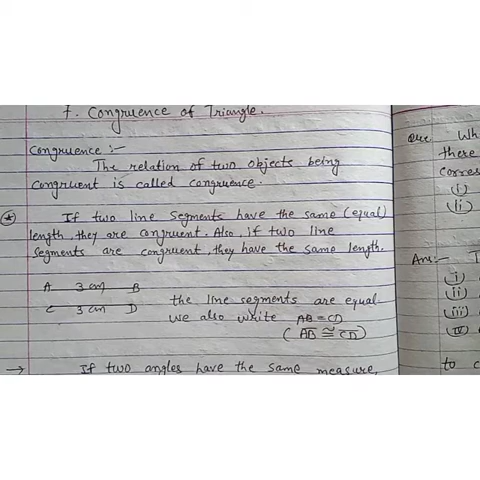 7. Congruence of Triangle.
Congruence :-
The relation of two objects being
congruent is called congruence.
If two line segments have the same (equal)
length, they are congruent. Also, if two line
segments are congruent, they have the same length.
A 3 cm B
C 3 cm D
the line segments are equal.
We also write AB = CD
( AB ≅ CD )
→ If two angles have the same measure,
Que Wh
there
corres
(i)
(ii)
Ans:- T
(i)
(ii)
(iii)
(iv)
to c